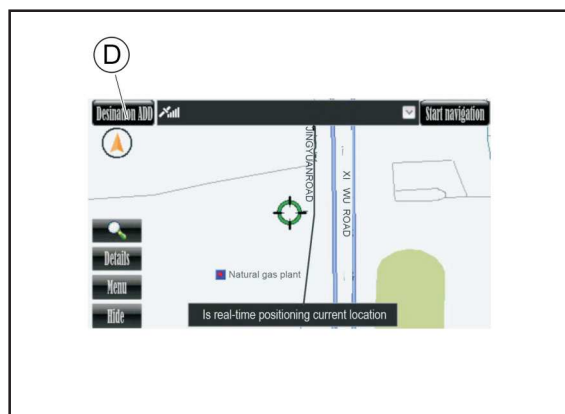 D
Desination ADD
Start navigation
JINGYUANROAD
XI WU ROAD
Details
Natural gas plant
Menu
Hide
Is real-time positioning current location